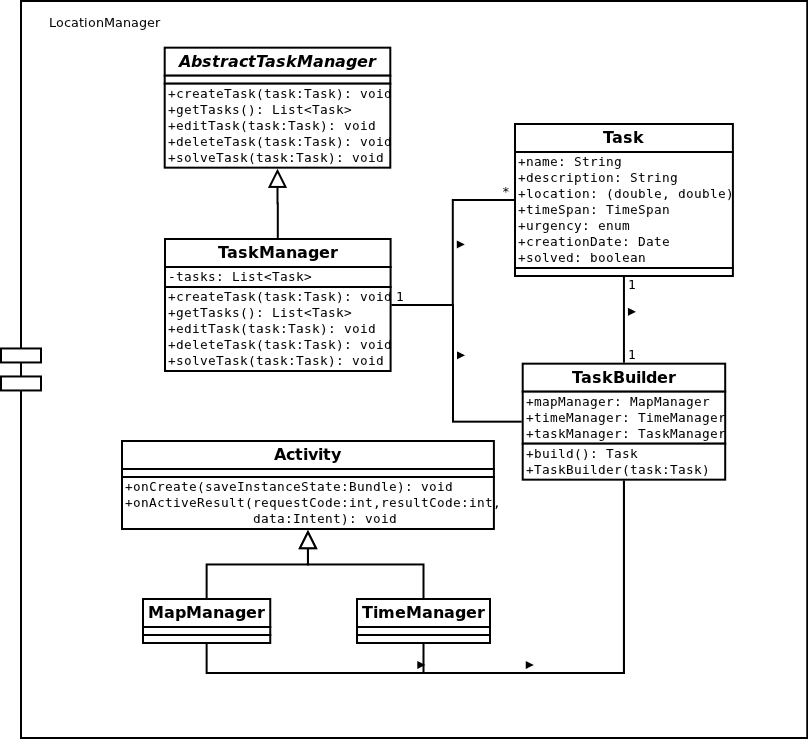 LocationManager
AbstractTaskManager
+createTask(task:Task): void
+getTasks(): List<Task>
+editTask(task:Task): void
+deleteTask(task:Task): void
+solveTask(task:Task): void
Task
+name: String
+description: String
+location: (double, double)
+timeSpan: TimeSpan
+urgency: enum
+creationDate: Date
+solved: boolean
*
TaskManager
-tasks: List<Task>
+createTask(task:Task): void
+getTasks(): List<Task>
+editTask(task:Task): void
+deleteTask(task:Task): void
+solveTask(task:Task): void
1
1
1
TaskBuilder
+mapManager: MapManager
+timeManager: TimeManager
+taskManager: TaskManager
+build(): Task
+TaskBuilder(task:Task)
Activity
+onCreate(saveInstanceState:Bundle): void
+onActiveResult(requestCode:int,resultCode:int,
data:Intent): void
MapManager
TimeManager